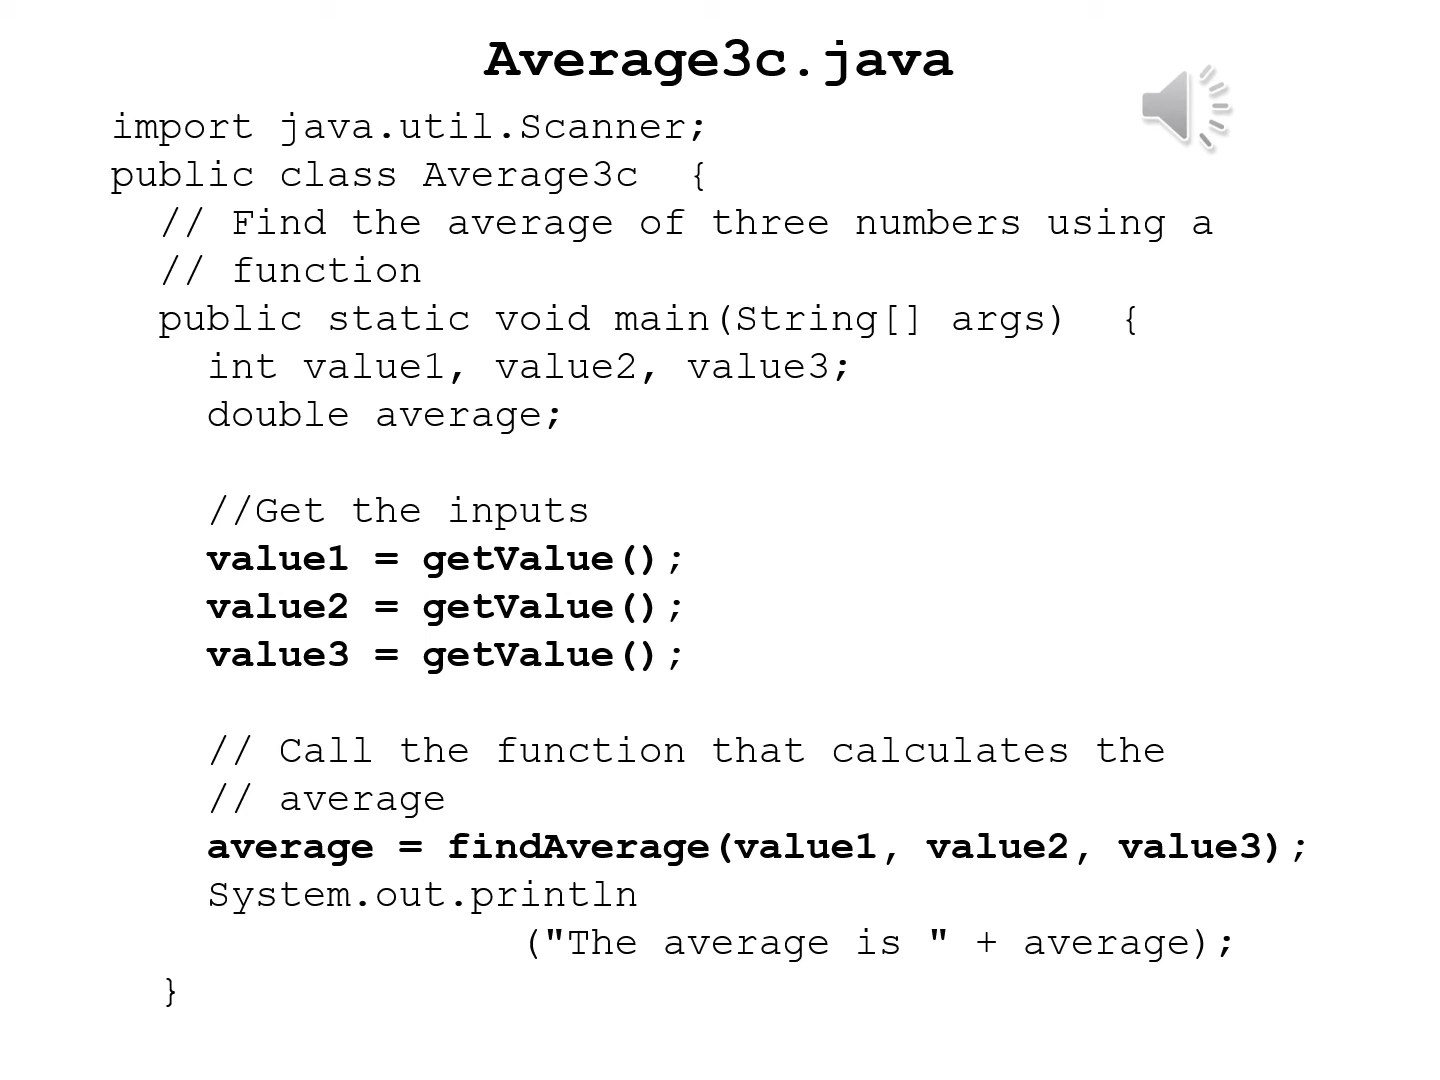 Average3c.java
import java.util.Scanner;
public class Average3c  {
  // Find the average of three numbers using a
  // function
  public static void main(String[] args)  {
    int value1, value2, value3;
    double average;

    //Get the inputs
    value1 = getValue();
    value2 = getValue();
    value3 = getValue();

    // Call the function that calculates the
    // average
    average = findAverage(value1, value2, value3);
    System.out.println
                 ("The average is " + average);
  }